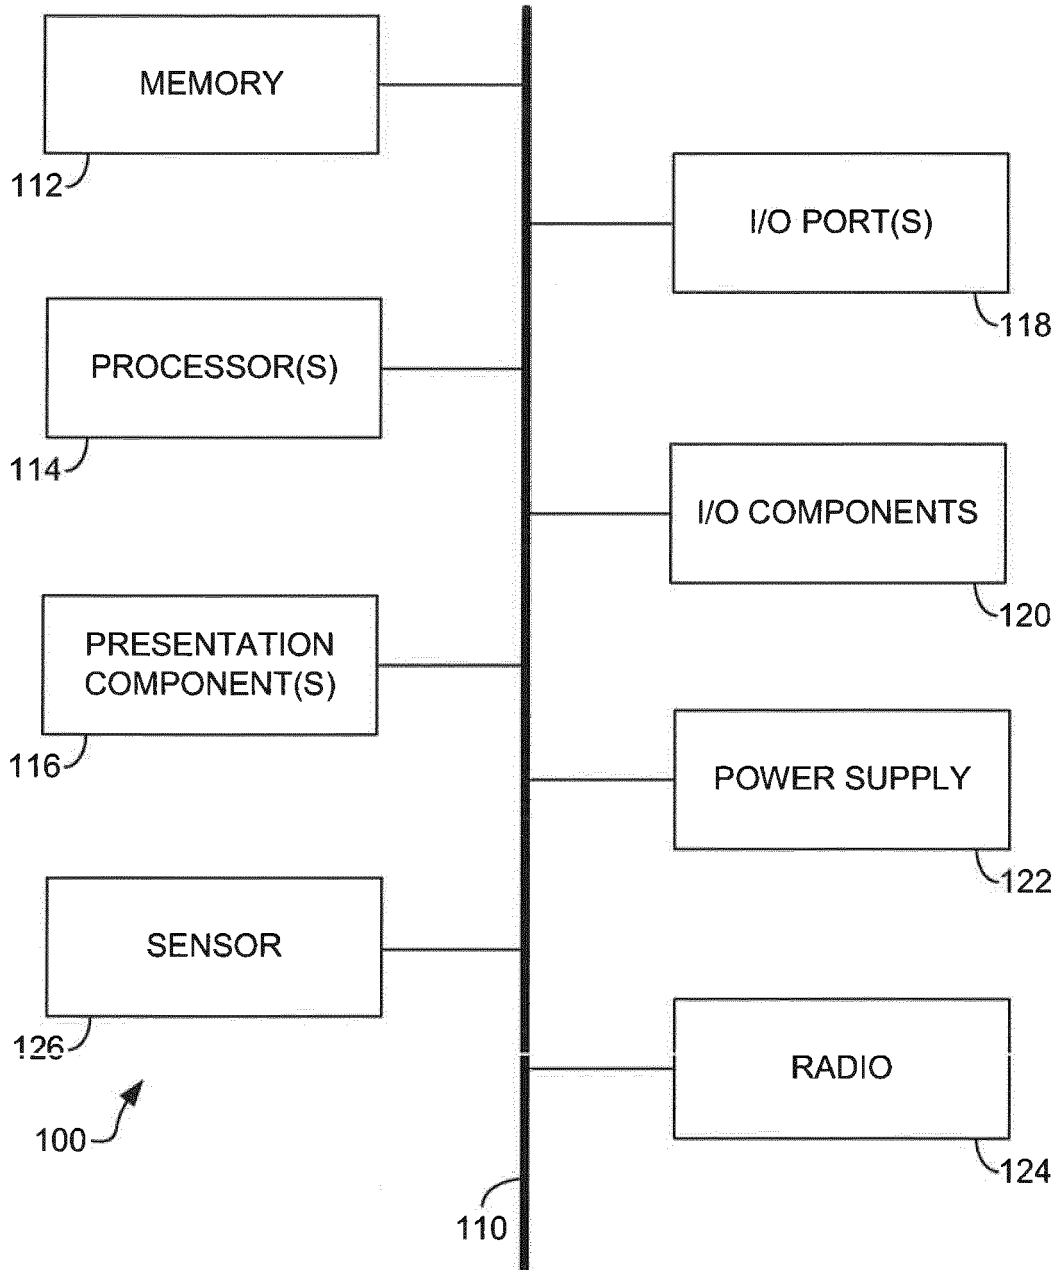 MEMORY
112
I/O PORT(S)
118
PROCESSOR(S)
114
I/O COMPONENTS
120
PRESENTATION
COMPONENT(S)
116
POWER SUPPLY
122
SENSOR
126
RADIO
124
100
110